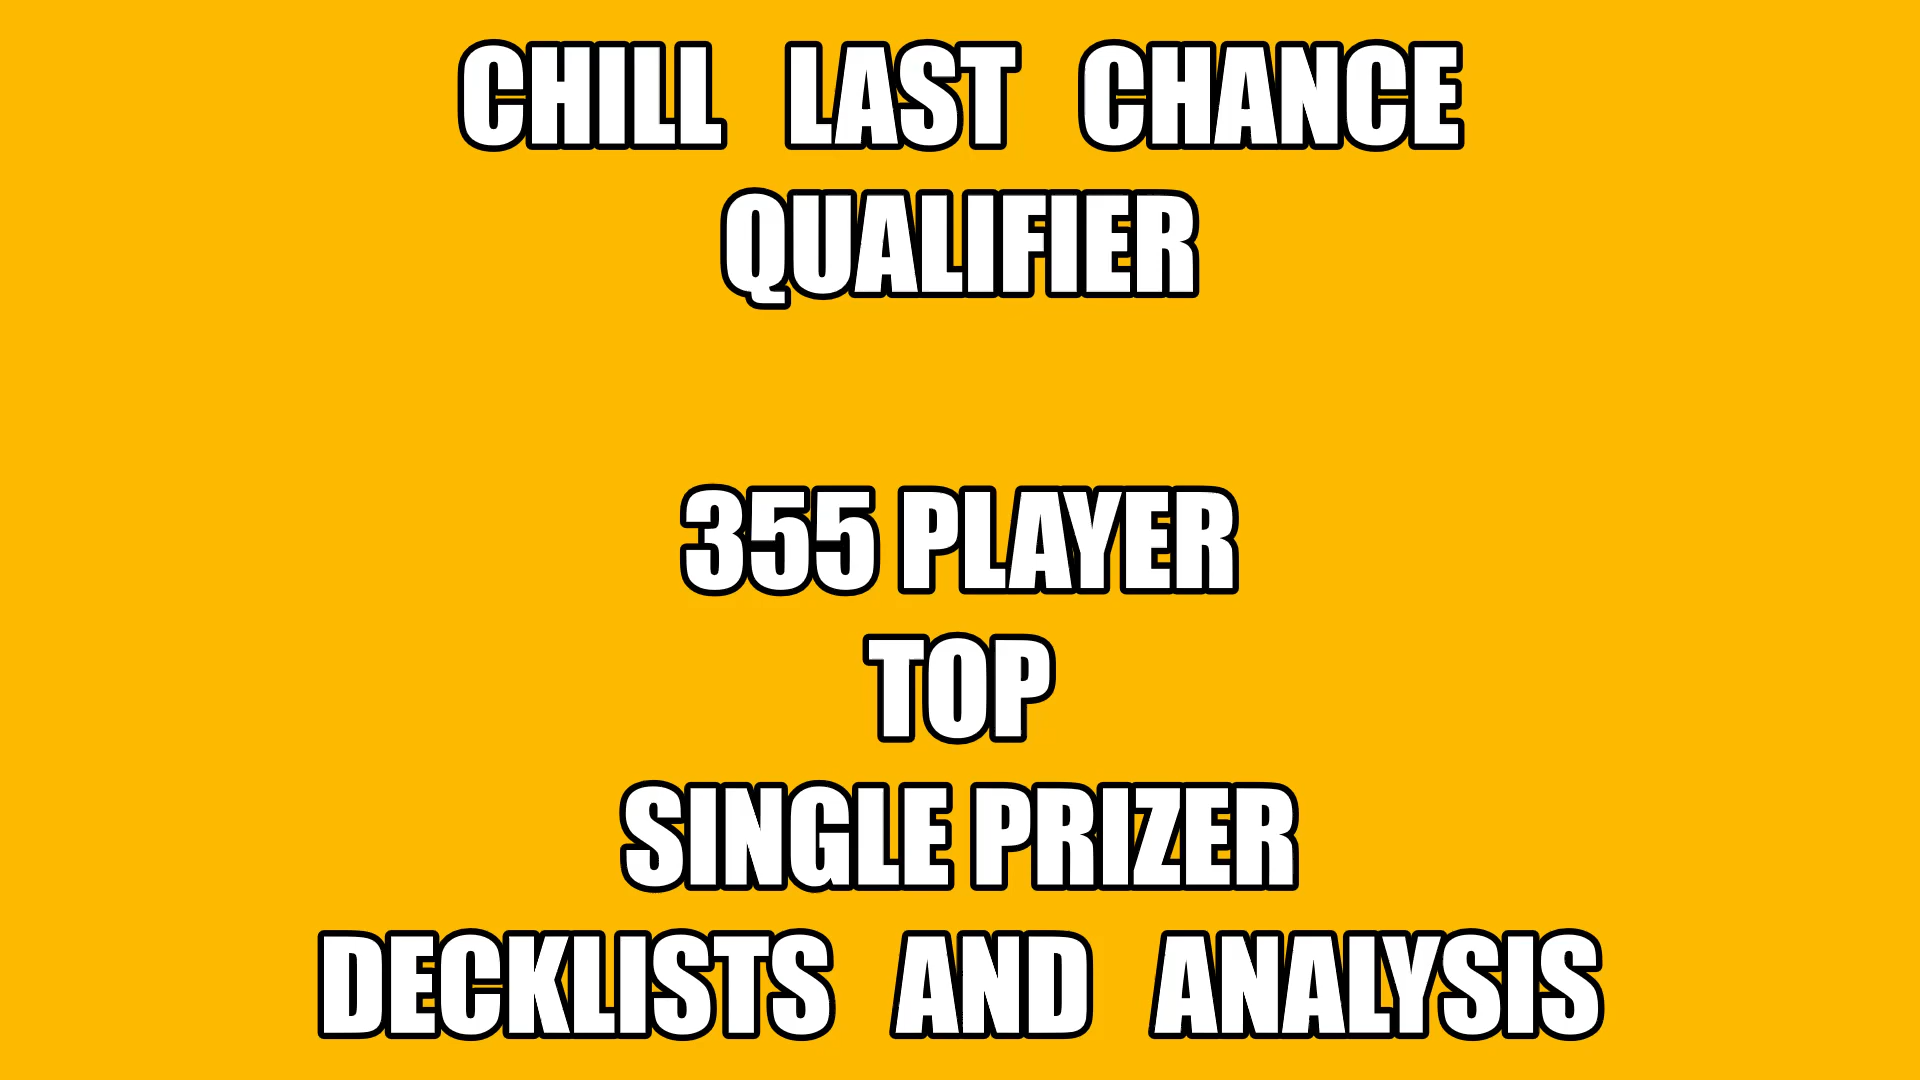 CHILL LAST CHANCE
QUALIFIER
355 PLAYER
TOP
SINGLE PRIZER
DECKLISTS AND ANALYSIS